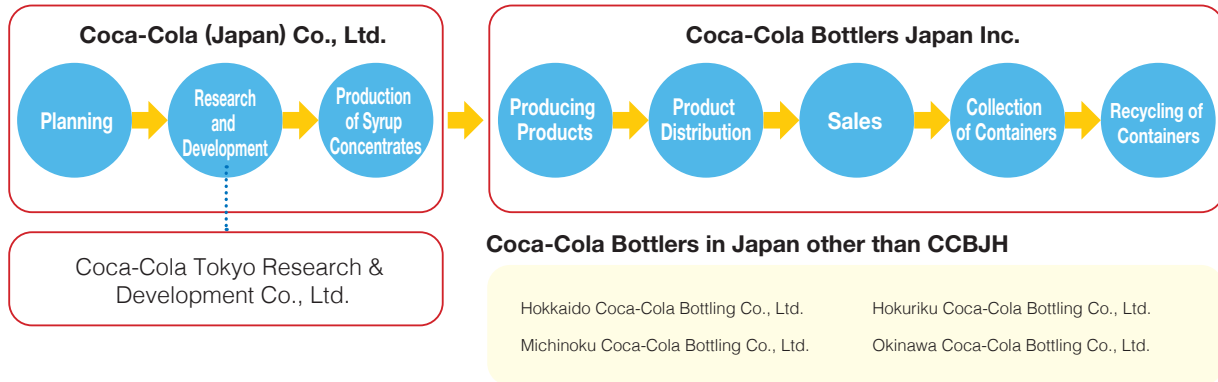 Coca-Cola (Japan) Co., Ltd.
Planning
Research
and
Development
Production
of Syrup
Concentrates
Coca-Cola Tokyo Research &
Development Co., Ltd.
Coca-Cola Bottlers Japan Inc.
Producing
Products
Product
Distribution
Sales
Collection
of Containers
Recycling of
Containers
Coca-Cola Bottlers in Japan other than CCBJH
Hokkaido Coca-Cola Bottling Co., Ltd.
Hokuriku Coca-Cola Bottling Co., Ltd.
Michinoku Coca-Cola Bottling Co., Ltd.
Okinawa Coca-Cola Bottling Co., Ltd.